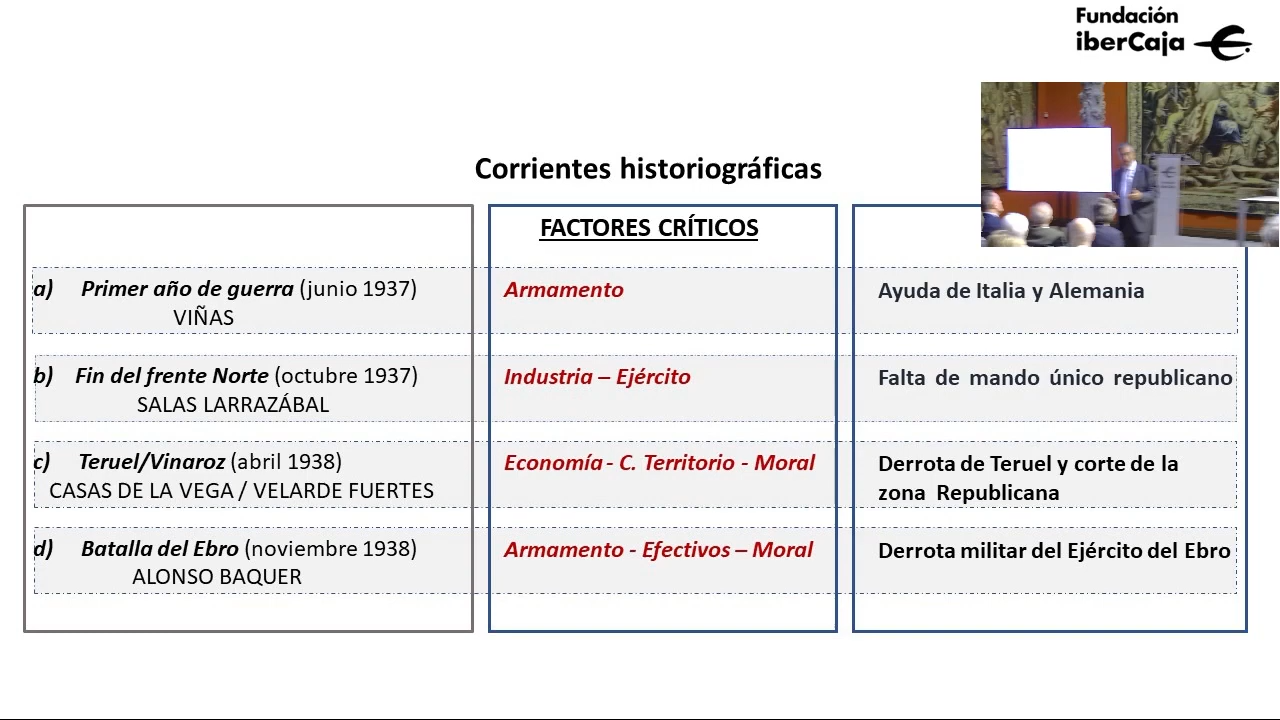 Fundación
iberCaja
Corrientes historiográficas
FACTORES CRÍTICOS
a) Primer año de guerra (junio 1937)
VIÑAS
Armamento
Ayuda de Italia y Alemania
b) Fin del frente Norte (octubre 1937)
SALAS LARRAZÁBAL
Industria – Ejército
Falta de mando único republicano
c) Teruel/Vinaroz (abril 1938)
CASAS DE LA VEGA / VELARDE FUERTES
Economía - C. Territorio - Moral
Derrota de Teruel y corte de la
zona Republicana
d) Batalla del Ebro (noviembre 1938)
ALONSO BAQUER
Armamento - Efectivos – Moral
Derrota militar del Ejército del Ebro